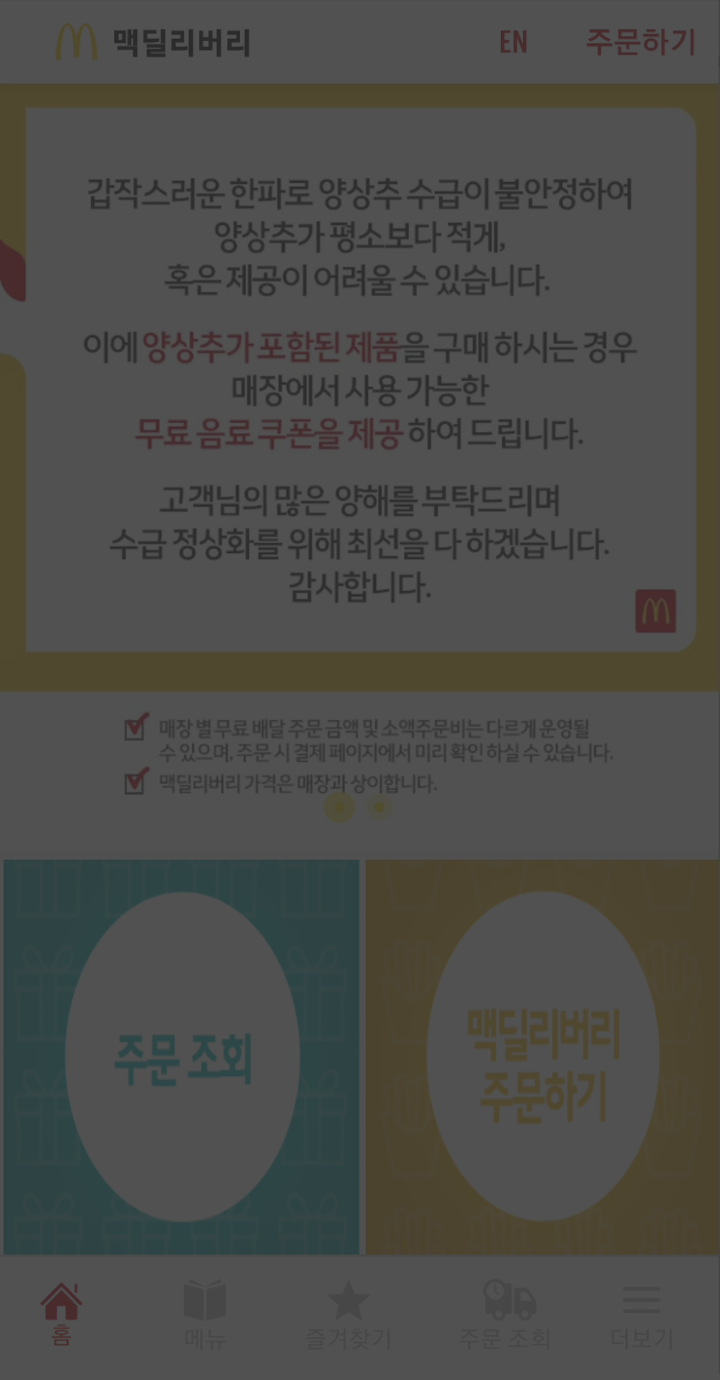 맥딜리버리
EN
주문하기
갑작스러운 한파로 양상추 수급이 불안정하여
양상추가 평소보다 적게,
혹은 제공이 어려울 수 있습니다.
이에 양상추가 포함된 제품을 구매 하시는 경우
매장에서 사용 가능한
무료 음료 쿠폰을 제공 하여 드립니다.
고객님의 많은 양해를 부탁드리며
수급 정상화를 위해 최선을 다 하겠습니다.
감사합니다.
매장 별 무료 배달 주문 금액 및 소액주문비는 다르게 운영될
수 있으며, 주문 시 결제 페이지에서 미리 확인 하실 수 있습니다.
맥딜리버리 가격은 매장과 상이합니다.
주문 조회
맥딜리버리
주문하기
홈
메뉴
즐겨찾기
주문 조회
더보기